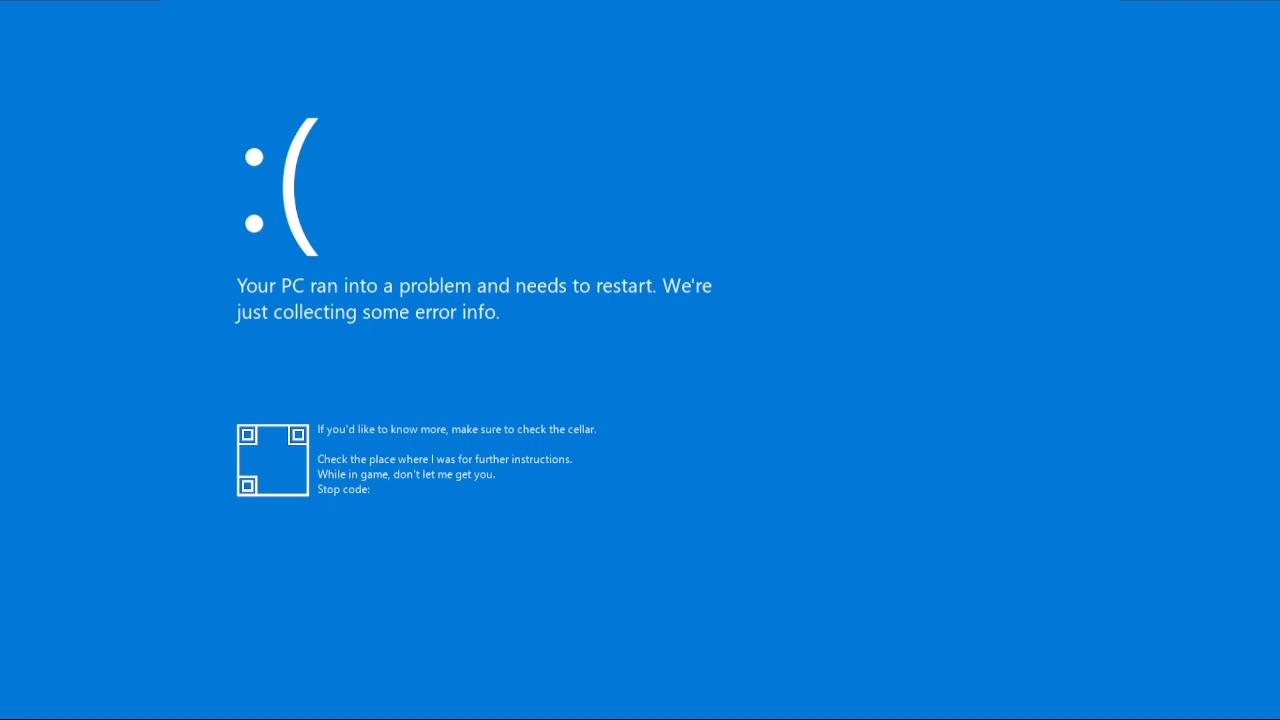 :(
Your PC ran into a problem and needs to restart. We're
just collecting some error info.
If you'd like to know more, make sure to check the cellar.
Check the place where I was for further instructions.
While in game, don't let me get you.
Stop code: